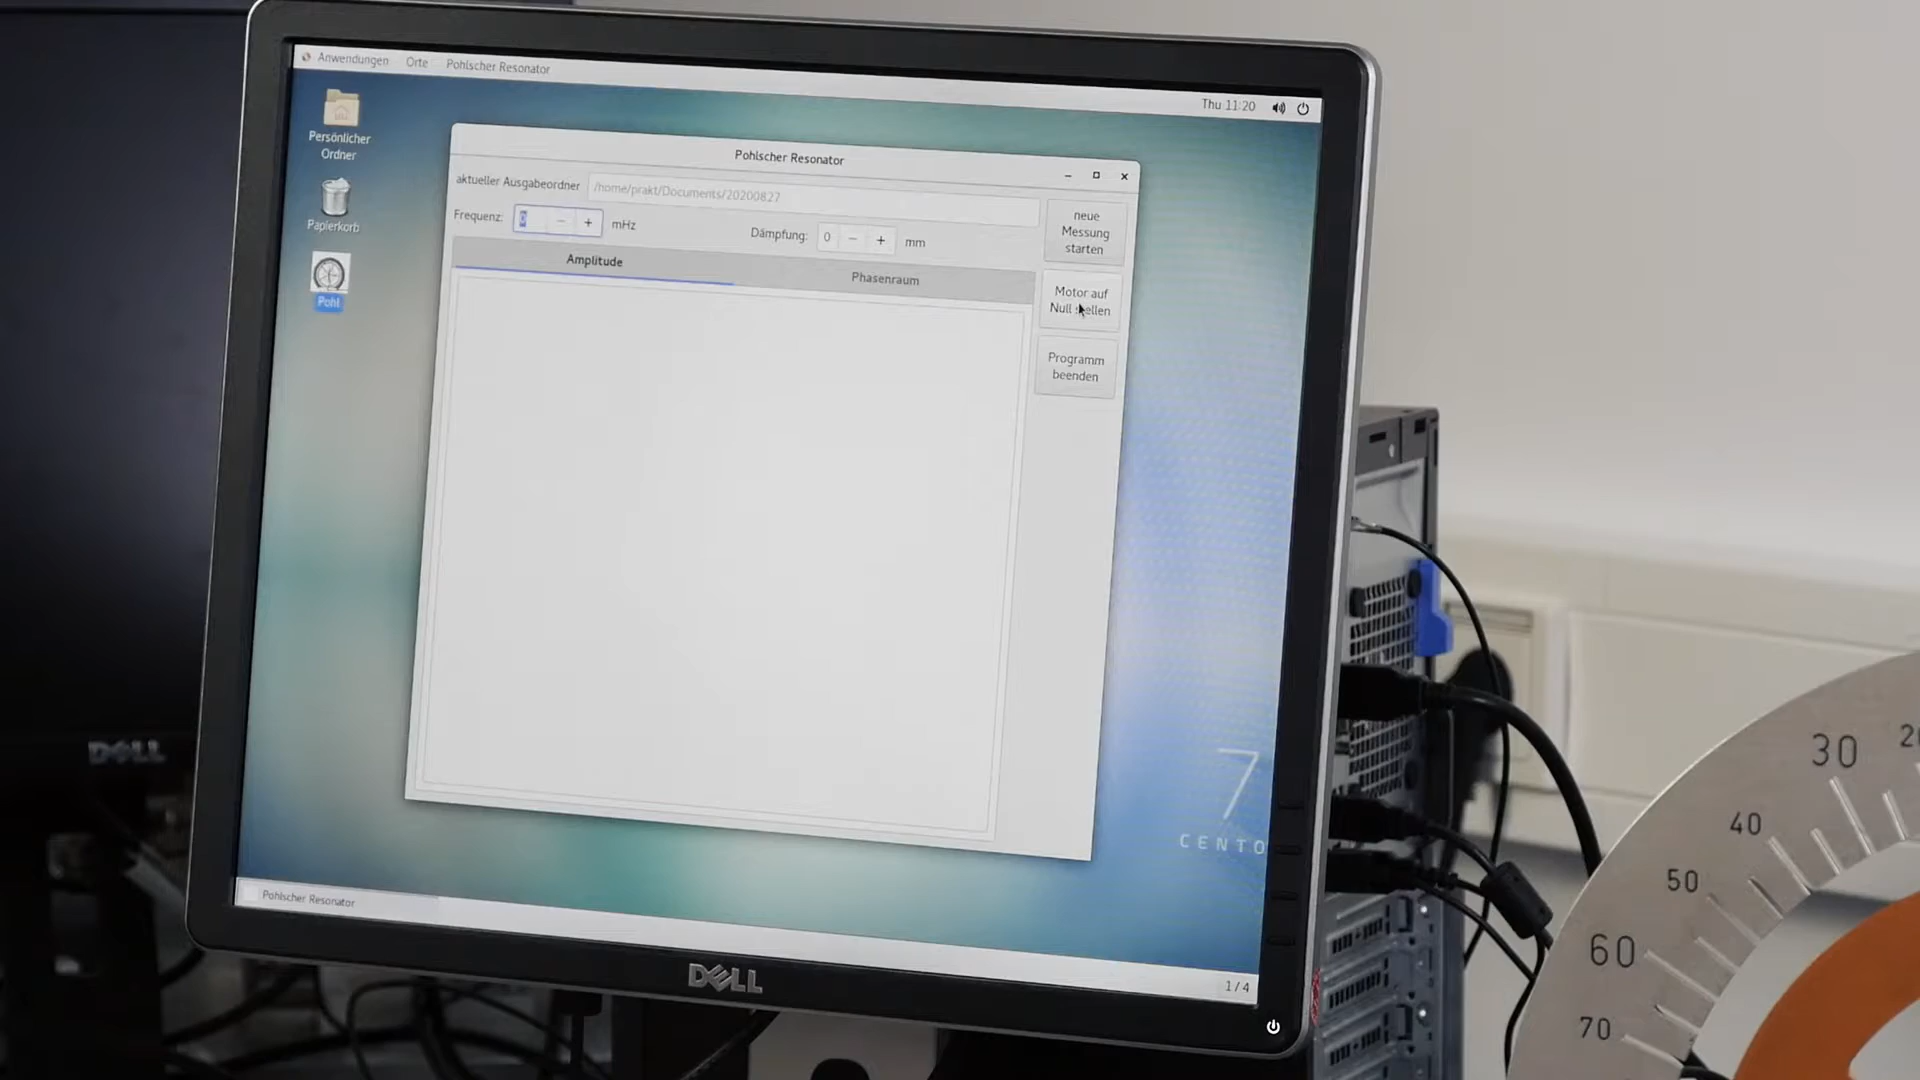 Anwendungen Orte Pohlscher Resonator
Thu 11:20
Persönlicher
Ordner
Papierkorb
Pohl
Pohlscher Resonator
aktueller Ausgabeordner /home/prakt/Documents/20200827
Frequenz: 0 − + mHz
Dämpfung: 0 − + mm
neue
Messung
starten
Amplitude
Phasenraum
Motor auf
Null stellen
Programm
beenden
7
CENTO
Pohlscher Resonator
1 / 4
DELL
DELL
20
30
40
50
60
70